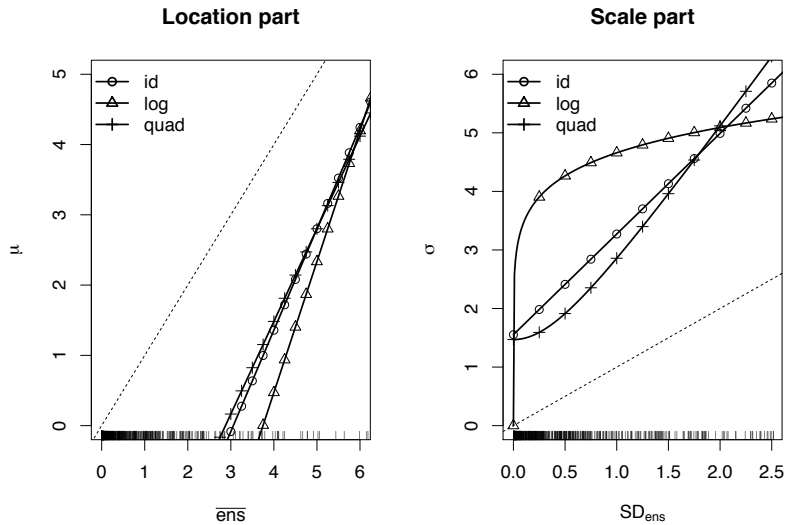 Location part
5
4
3
2
1
0
μ
id
log
quad
0 1 2 3 4 5 6
ens
Scale part
6
5
4
3
2
1
0
σ
id
log
quad
0.0 0.5 1.0 1.5 2.0 2.5
SDens